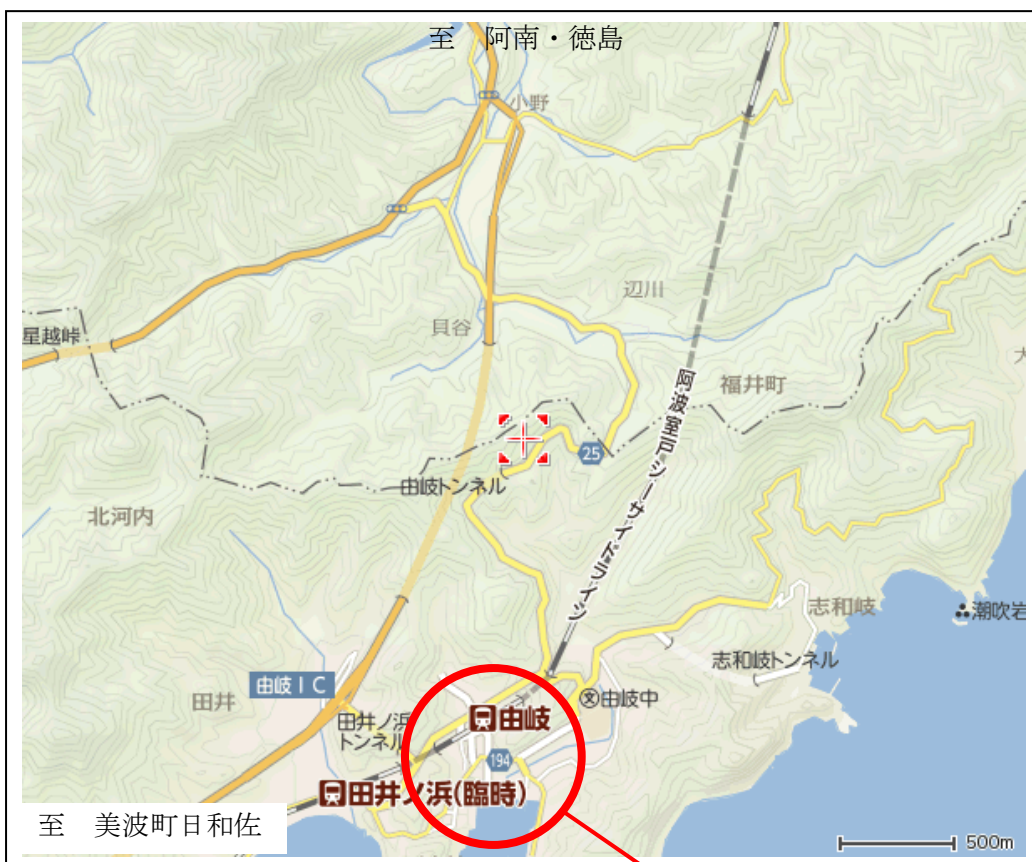 至　阿南・徳島
小野
辺川
貝谷
星越峠
福井町
阿波室戸シーサイドライン
25
由岐トンネル
北河内
志和岐
潮吹岩
志和岐トンネル
由岐IC
田井
文由岐中
由岐
田井ノ浜
トンネル
194
田井ノ浜(臨時)
至　美波町日和佐
500m